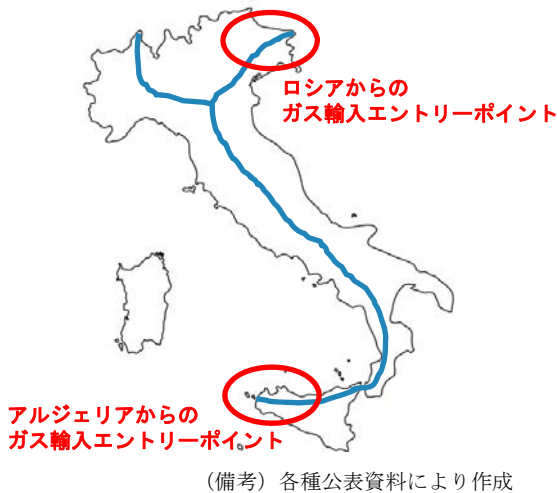 ロシアからの
ガス輸入エントリーポイント
アルジェリアからの
ガス輸入エントリーポイント
（備考）各種公表資料により作成